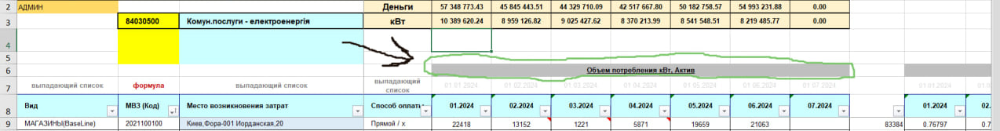 2 АДМИН Деньги 57 348 773.43 45 845 443.51 44 329 710.09 42 517 667.80 50 182 758.57 54 993 231.88 0.00
3 84030500 Комун.послуги - електроенергія кВт 10 389 620.24 8 959 126.82 9 025 427.62 8 370 213.99 8 541 548.51 8 219 485.77 0.00
4
5
6 Объем потребления кВт, Актив
7 выпадающий список формула выпадающий список выпадающий список 01.01.2024 01.02.2024 01.03.2024 01.04.2024 01.05.2024 01.06.2024 01.07.2024 01.01.2024
8 Вид МВЗ (Код) Место возникновения затрат Способ оплаты 01.2024 02.2024 03.2024 04.2024 05.2024 06.2024 07.2024 01.2024 02.
9 МАГАЗИНЫ(BaseLine) 2021100100 Киев,Фора-001 Иорданская,20 Прямой / х 22418 13152 1221 5871 19659 21063 83384 0.76797 0.7